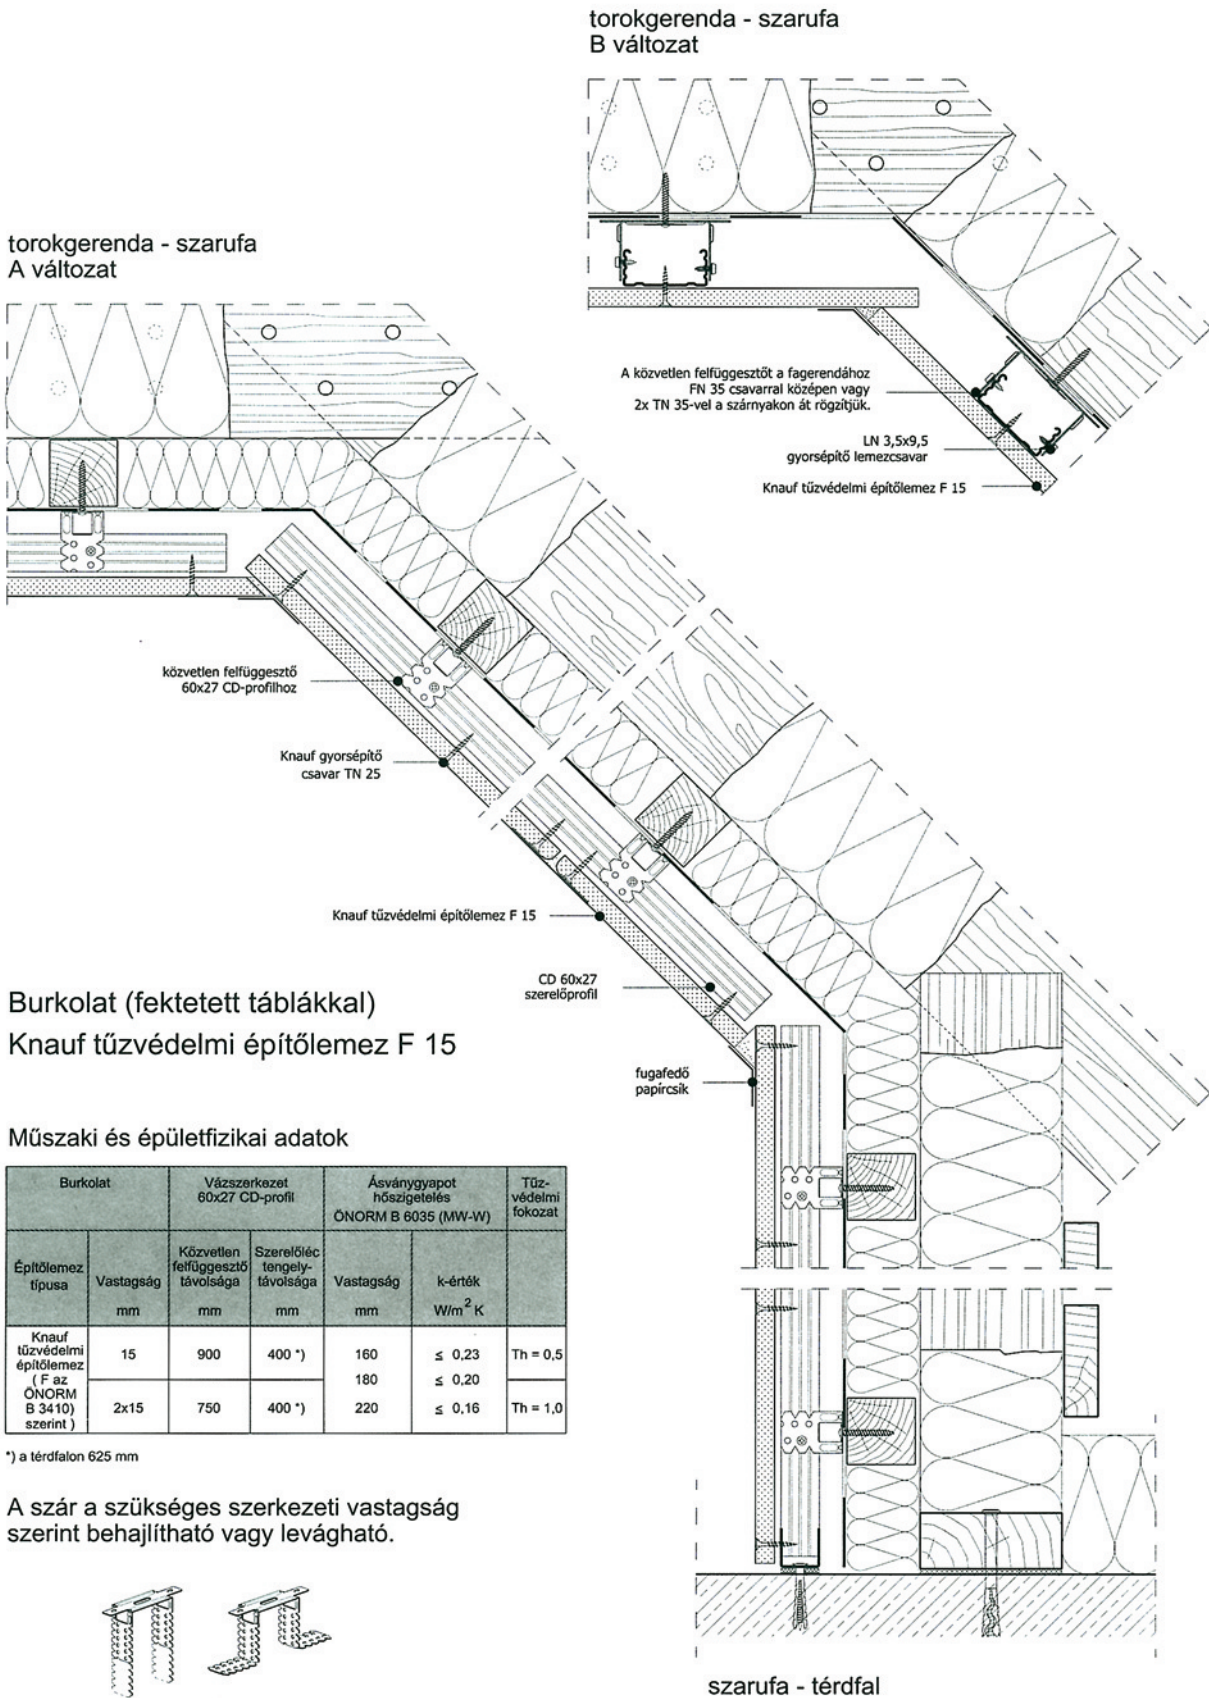 torokgerenda - szarufa
B változat
torokgerenda - szarufa
A változat
A közvetlen felfüggesztőt a fagerendához
FN 35 csavarral középen vagy
2x TN 35-vel a szárnyakon át rögzítjük.
LN 3,5x9,5
gyorsépítő lemezcsavar
Knauf tűzvédelmi építőlemez F 15
közvetlen felfüggesztő
60x27 CD-profilhoz
Knauf gyorsépítő
csavar TN 25
Knauf tűzvédelmi építőlemez F 15
CD 60x27
szerelőprofil
fugafedő
papírcsík
Burkolat (fektetett táblákkal)
Knauf tűzvédelmi építőlemez F 15
Műszaki és épületfizikai adatok
Burkolat
Vázszerkezet
60x27 CD-profil
Ásványgyapot
hőszigetelés
ÖNORM B 6035 (MW-W)
Tűz-
védelmi
fokozat
Építőlemez
típusa
Vastagság
mm
Közvetlen
felfüggesztő
távolsága
mm
Szerelőléc
tengely-
távolsága
mm
Vastagság
mm
k-érték
W/m² K
Knauf
tűzvédelmi
építőlemez
( F az
ÖNORM
B 3410)
szerint )
15 900 400 *) 160 ≤ 0,23 Th = 0,5
180 ≤ 0,20
2x15 750 400 *) 220 ≤ 0,16 Th = 1,0
*) a térdfalon 625 mm
A szár a szükséges szerkezeti vastagság
szerint behajlítható vagy levágható.
szarufa - térdfal